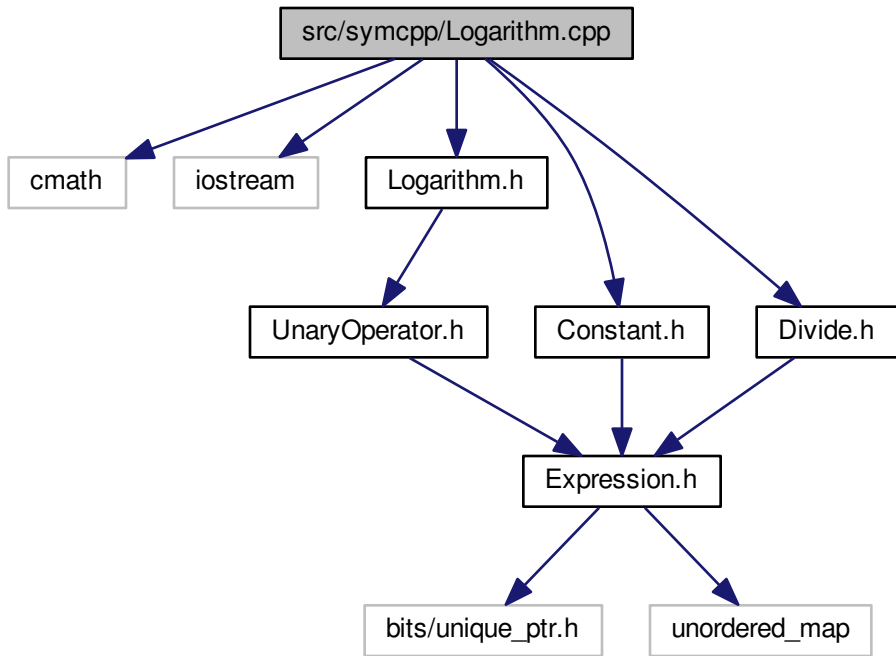 src/symcpp/Logarithm.cpp
cmath
iostream
Logarithm.h
UnaryOperator.h
Constant.h
Divide.h
Expression.h
bits/unique_ptr.h
unordered_map